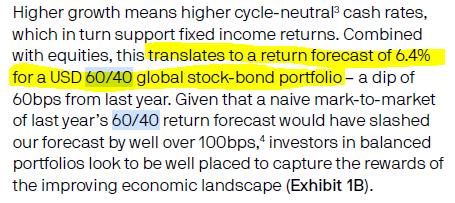 Higher growth means higher cycle-neutral³ cash rates,
which in turn support fixed income returns. Combined
with equities, this translates to a return forecast of 6.4%
for a USD 60/40 global stock-bond portfolio – a dip of
60bps from last year. Given that a naive mark-to-market
of last year’s 60/40 return forecast would have slashed
our forecast by well over 100bps,⁴ investors in balanced
portfolios look to be well placed to capture the rewards of
the improving economic landscape (Exhibit 1B).